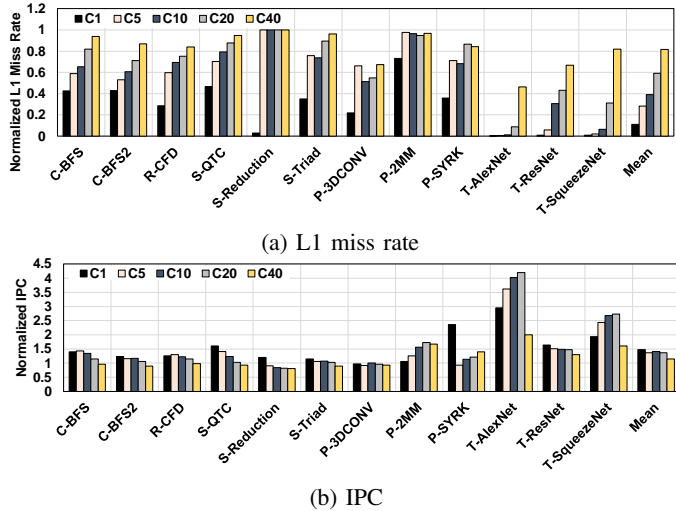 Normalized L1 Miss Rate
1.2
1
0.8
0.6
0.4
0.2
0
C1 C5 C10 C20 C40
C-BFS
C-BFS2
R-CFD
S-QTC
S-Reduction
S-Triad
P-3DCONV
P-2MM
P-SYRK
T-AlexNet
T-ResNet
T-SqueezeNet
Mean
(a) L1 miss rate
Normalized IPC
4.5
4
3.5
3
2.5
2
1.5
1
0.5
0
C1 C5 C10 C20 C40
C-BFS
C-BFS2
R-CFD
S-QTC
S-Reduction
S-Triad
P-3DCONV
P-2MM
P-SYRK
T-AlexNet
T-ResNet
T-SqueezeNet
Mean
(b) IPC